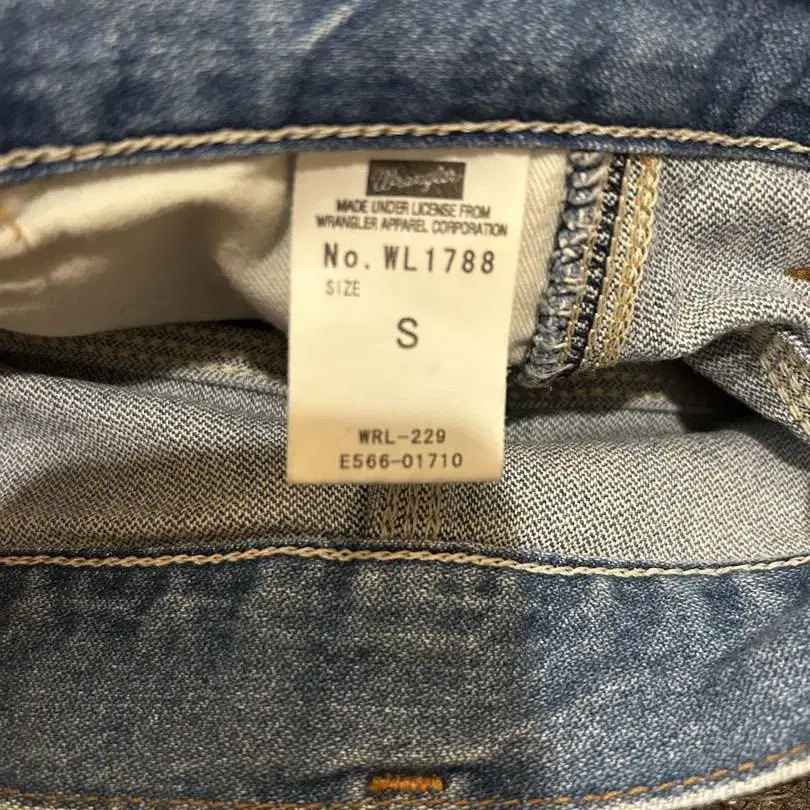 Wrangler
MADE UNDER LICENSE FROM
WRANGLER APPAREL CORPORATION
No. WL1788
SIZE
S
WRL-229
E566-01710